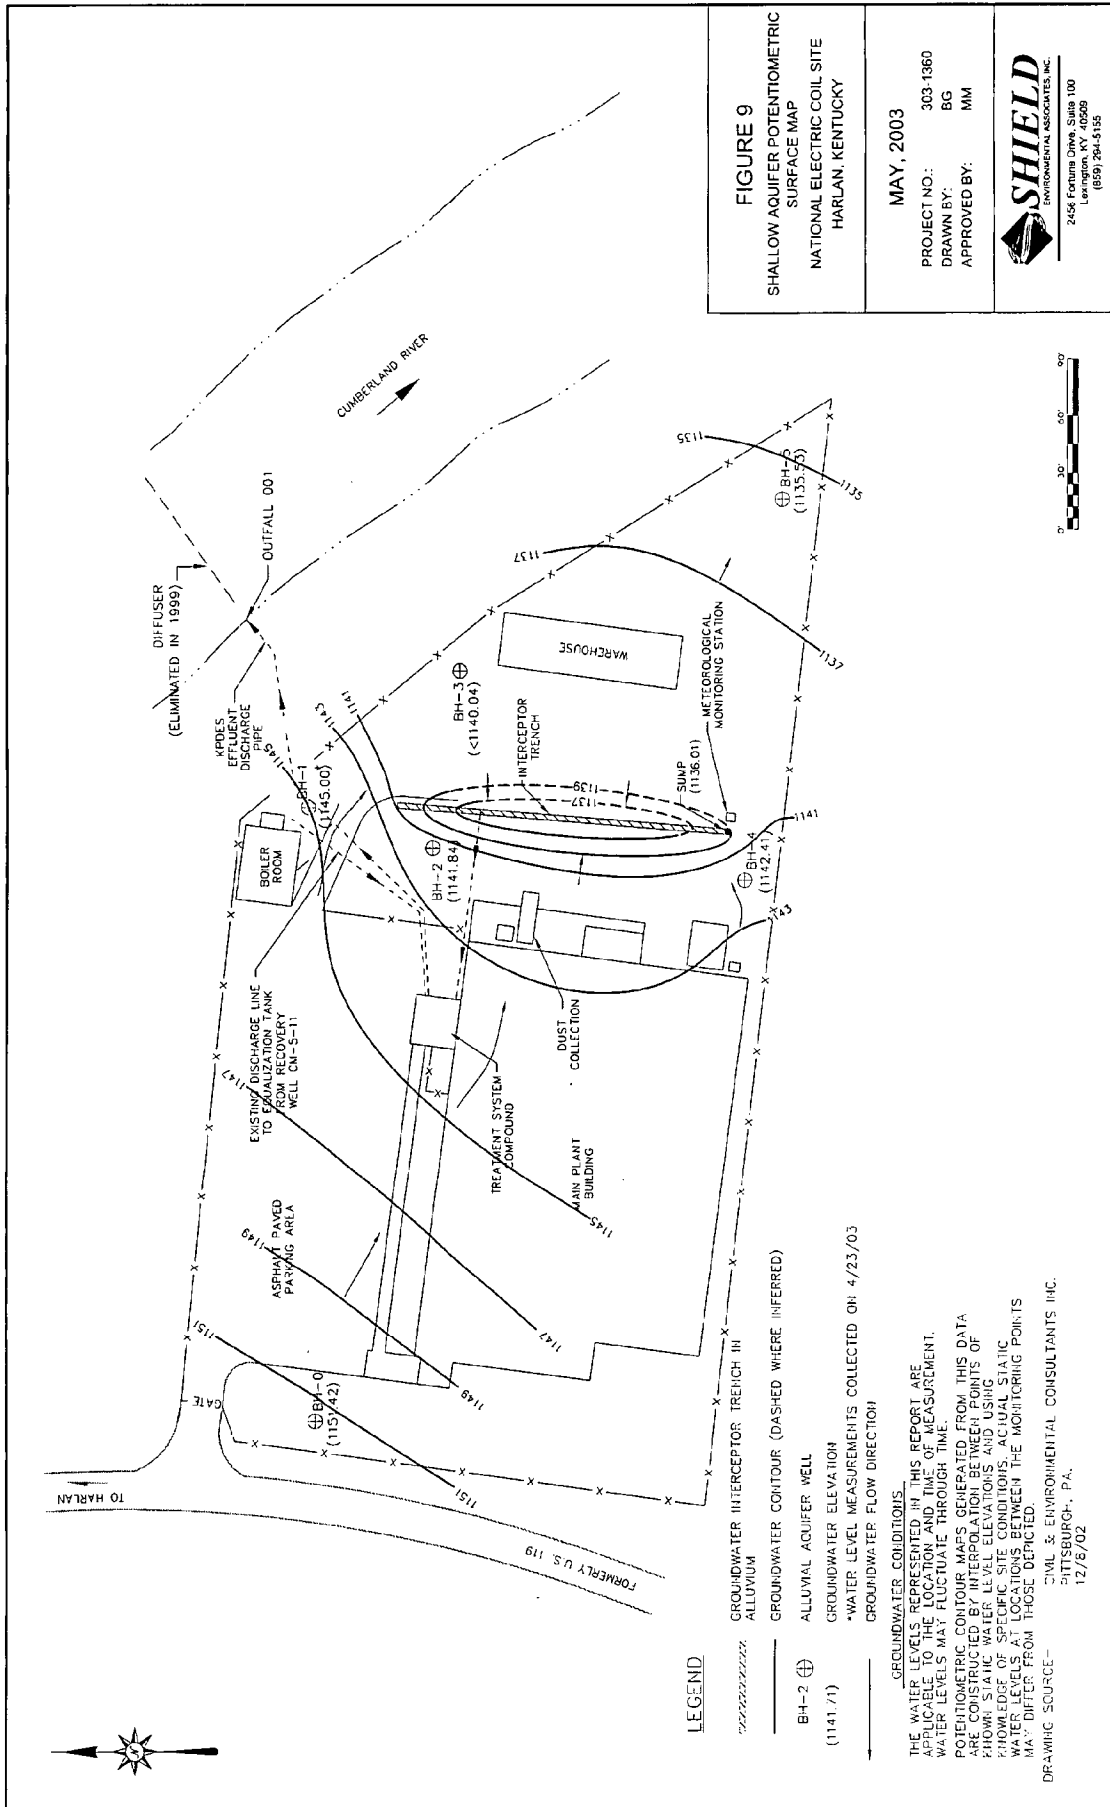 FIGURE 9
SHALLOW AQUIFER POTENTIOMETRIC
SURFACE MAP
NATIONAL ELECTRIC COIL SITE
HARLAN, KENTUCKY
MAY, 2003
PROJECT NO.: 303-1360
DRAWN BY: BG
APPROVED BY: MM
SHIELD
ENVIRONMENTAL ASSOCIATES, INC.
2456 Fortune Drive, Suite 100
Lexington, KY 40509
(859) 294-5155
TO HARLAN
FORMERLY U.S. 119
GATE
BH-0
(1151.42)
1151
1151
1149
1149
1147
1147
1145
1145
1143
1143
1141
1141
1139
1137
1137
1137
1135
1135
ASPHALT PAVED
PARKING AREA
EXISTING DISCHARGE LINE
TO EQUALIZATION TANK
FROM RECOVERY
WELL CM-5-11
BOILER
ROOM
BH-1
(1145.00)
KPDES
EFFLUENT
DISCHARGE
PIPE
DIFFUSER
(ELIMINATED IN 1999)
OUTFALL 001
CUMBERLAND RIVER
BH-2
(1141.84)
BH-3
(<1140.04)
INTERCEPTOR
TRENCH
WAREHOUSE
SUMP
(1136.01)
METEOROLOGICAL
MONITORING STATION
BH-4
(1142.41)
BH-5
(1135.53)
TREATMENT SYSTEM
COMPOUND
DUST
COLLECTION
MAIN PLANT
BUILDING
0' 30' 60' 90'
LEGEND
GROUNDWATER INTERCEPTOR TRENCH IN
ALLUVIUM
GROUNDWATER CONTOUR (DASHED WHERE INFERRED)
BH-2 ALLUVIAL AQUIFER WELL
(1141.71) GROUNDWATER ELEVATION
*WATER LEVEL MEASUREMENTS COLLECTED ON 4/23/03
GROUNDWATER FLOW DIRECTION
GROUNDWATER CONDITIONS
THE WATER LEVELS REPRESENTED IN THIS REPORT ARE
APPLICABLE TO THE LOCATION AND TIME OF MEASUREMENT.
WATER LEVELS MAY FLUCTUATE THROUGH TIME.
POTENTIOMETRIC CONTOUR MAPS GENERATED FROM THIS DATA
ARE CONSTRUCTED BY INTERPOLATION BETWEEN POINTS OF
KNOWN STATIC WATER LEVEL ELEVATIONS AND USING
KNOWLEDGE OF SPECIFIC SITE CONDITIONS. ACTUAL STATIC
WATER LEVELS AT LOCATIONS BETWEEN THE MONITORING POINTS
MAY DIFFER FROM THOSE DEPICTED.
DRAWING SOURCE- CIVIL & ENVIRONMENTAL CONSULTANTS INC.
PITTSBURGH, PA.
12/8/02